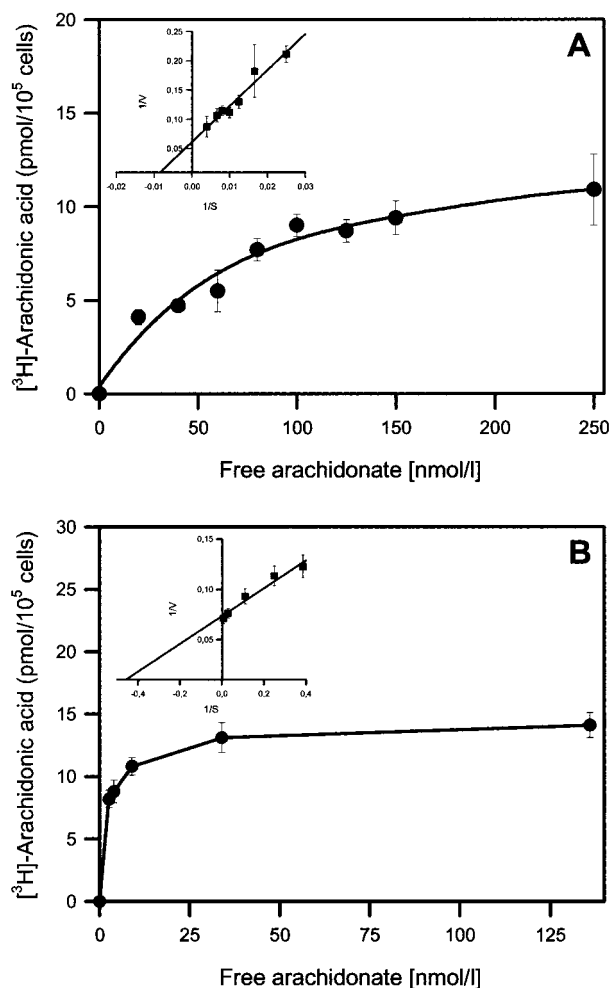 A
[³H]-Arachidonic acid (pmol/10⁵ cells)
20
15
10
5
0
0 50 100 150 200 250
Free arachidonate [nmol/l]
1/V
0,25
0,20
0,15
0,10
0,05
-0,02 -0,01 0,00 0,01 0,02 0,03
1/S
B
[³H]-Arachidonic acid (pmol/10⁵ cells)
30
25
20
15
10
5
0
0 25 50 75 100 125
Free arachidonate [nmol/l]
1/V
0,15
0,10
0,05
-0,4 -0,2 0,0 0,2 0,4
1/S